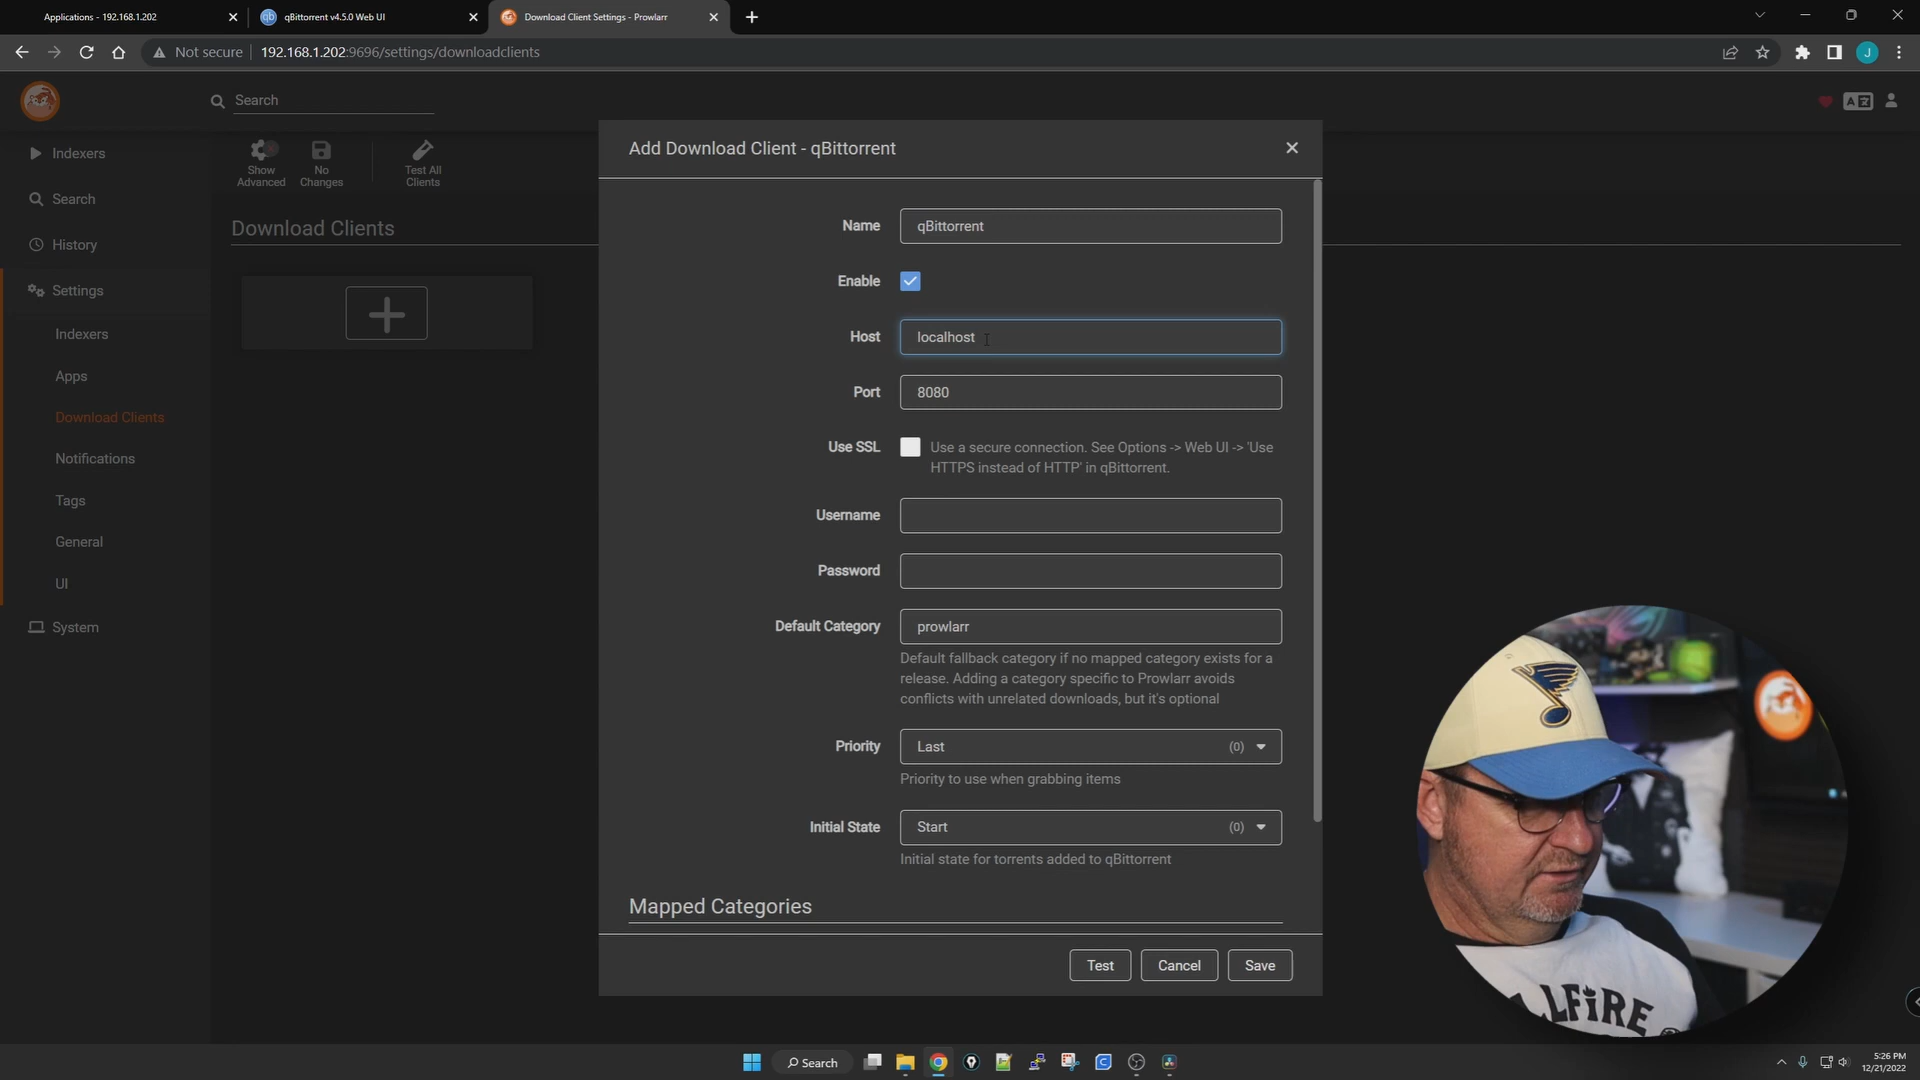 Applications - 192.168.1.202
qBittorrent v4.5.0 Web UI
Download Client Settings - Prowlarr
Not secure
192.168.1.202:9696/settings/downloadclients
J
Search
Indexers
Search
History
Settings
Indexers
Apps
Download Clients
Notifications
Tags
General
UI
System
Show Advanced
No Changes
Test All Clients
Download Clients
Add Download Client - qBittorrent
Name
qBittorrent
Enable
Host
localhost
Port
8080
Use SSL
Use a secure connection. See Options -> Web UI -> 'Use
HTTPS instead of HTTP' in qBittorrent.
Username
Password
Default Category
prowlarr
Default fallback category if no mapped category exists for a
release. Adding a category specific to Prowlarr avoids
conflicts with unrelated downloads, but it's optional
Priority
Last
(0)
Priority to use when grabbing items
Initial State
Start
(0)
Initial state for torrents added to qBittorrent
Mapped Categories
Test
Cancel
Save
LLFIRE
Search
5:26 PM
12/21/2022